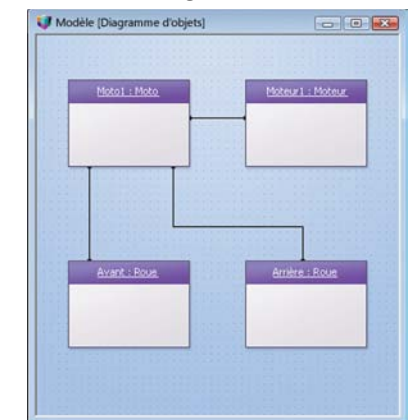 Modèle [Diagramme d'objets]
Moto1 : Moto
Moteur1 : Moteur
Avant : Roue
Arrière : Roue